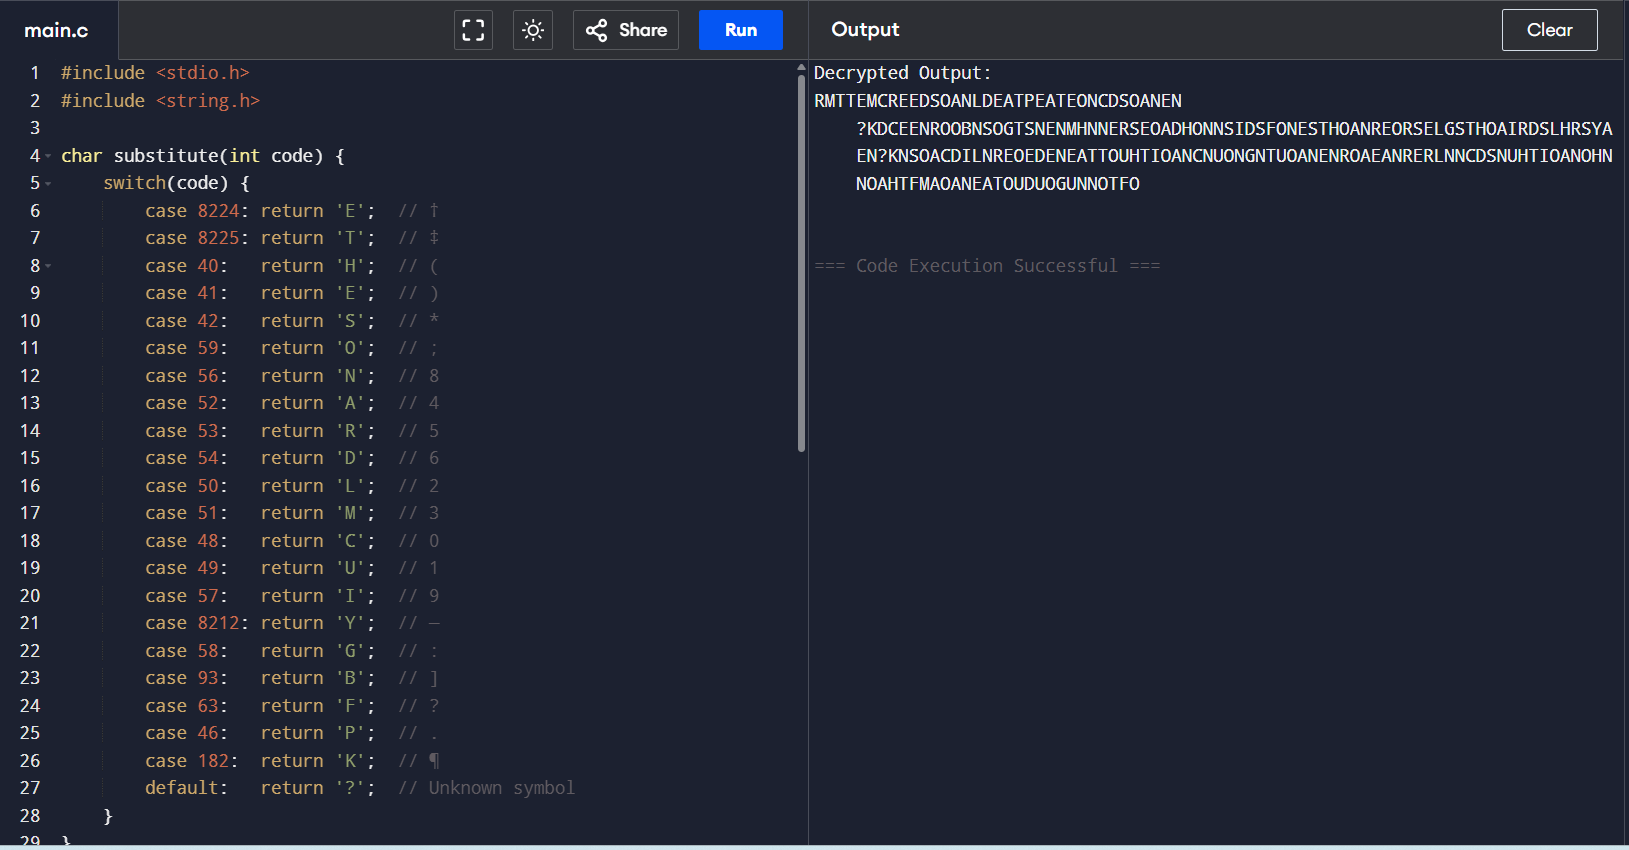 main.c
Share
Run
Output
Clear
1 #include <stdio.h>
2 #include <string.h>
3
4 char substitute(int code) {
5 switch(code) {
6 case 8224: return 'E'; // †
7 case 8225: return 'T'; // ‡
8 case 40: return 'H'; // (
9 case 41: return 'E'; // )
10 case 42: return 'S'; // *
11 case 59: return 'O'; // ;
12 case 56: return 'N'; // 8
13 case 52: return 'A'; // 4
14 case 53: return 'R'; // 5
15 case 54: return 'D'; // 6
16 case 50: return 'L'; // 2
17 case 51: return 'M'; // 3
18 case 48: return 'C'; // 0
19 case 49: return 'U'; // 1
20 case 57: return 'I'; // 9
21 case 8212: return 'Y'; // —
22 case 58: return 'G'; // :
23 case 93: return 'B'; // ]
24 case 63: return 'F'; // ?
25 case 46: return 'P'; // .
26 case 182: return 'K'; // ¶
27 default: return '?'; // Unknown symbol
28 }
29 }
Decrypted Output:
RMTTEMCREEDSOANLDEATPEATEONCDSOANEN
?KDCEENROOBNSOGTSNENMHNNERSEOADHONNSIDSFONESTHOANREORSELGSTHOAIRDSLHRSYA
EN?KNSOACDILNREOEDENEATTOUHTIOANCNUONGNTUOANENROAEANRERLNNCDSNUHTIOANOHN
NOAHTFMAOANEATOUDUOGUNNOTFO
=== Code Execution Successful ===